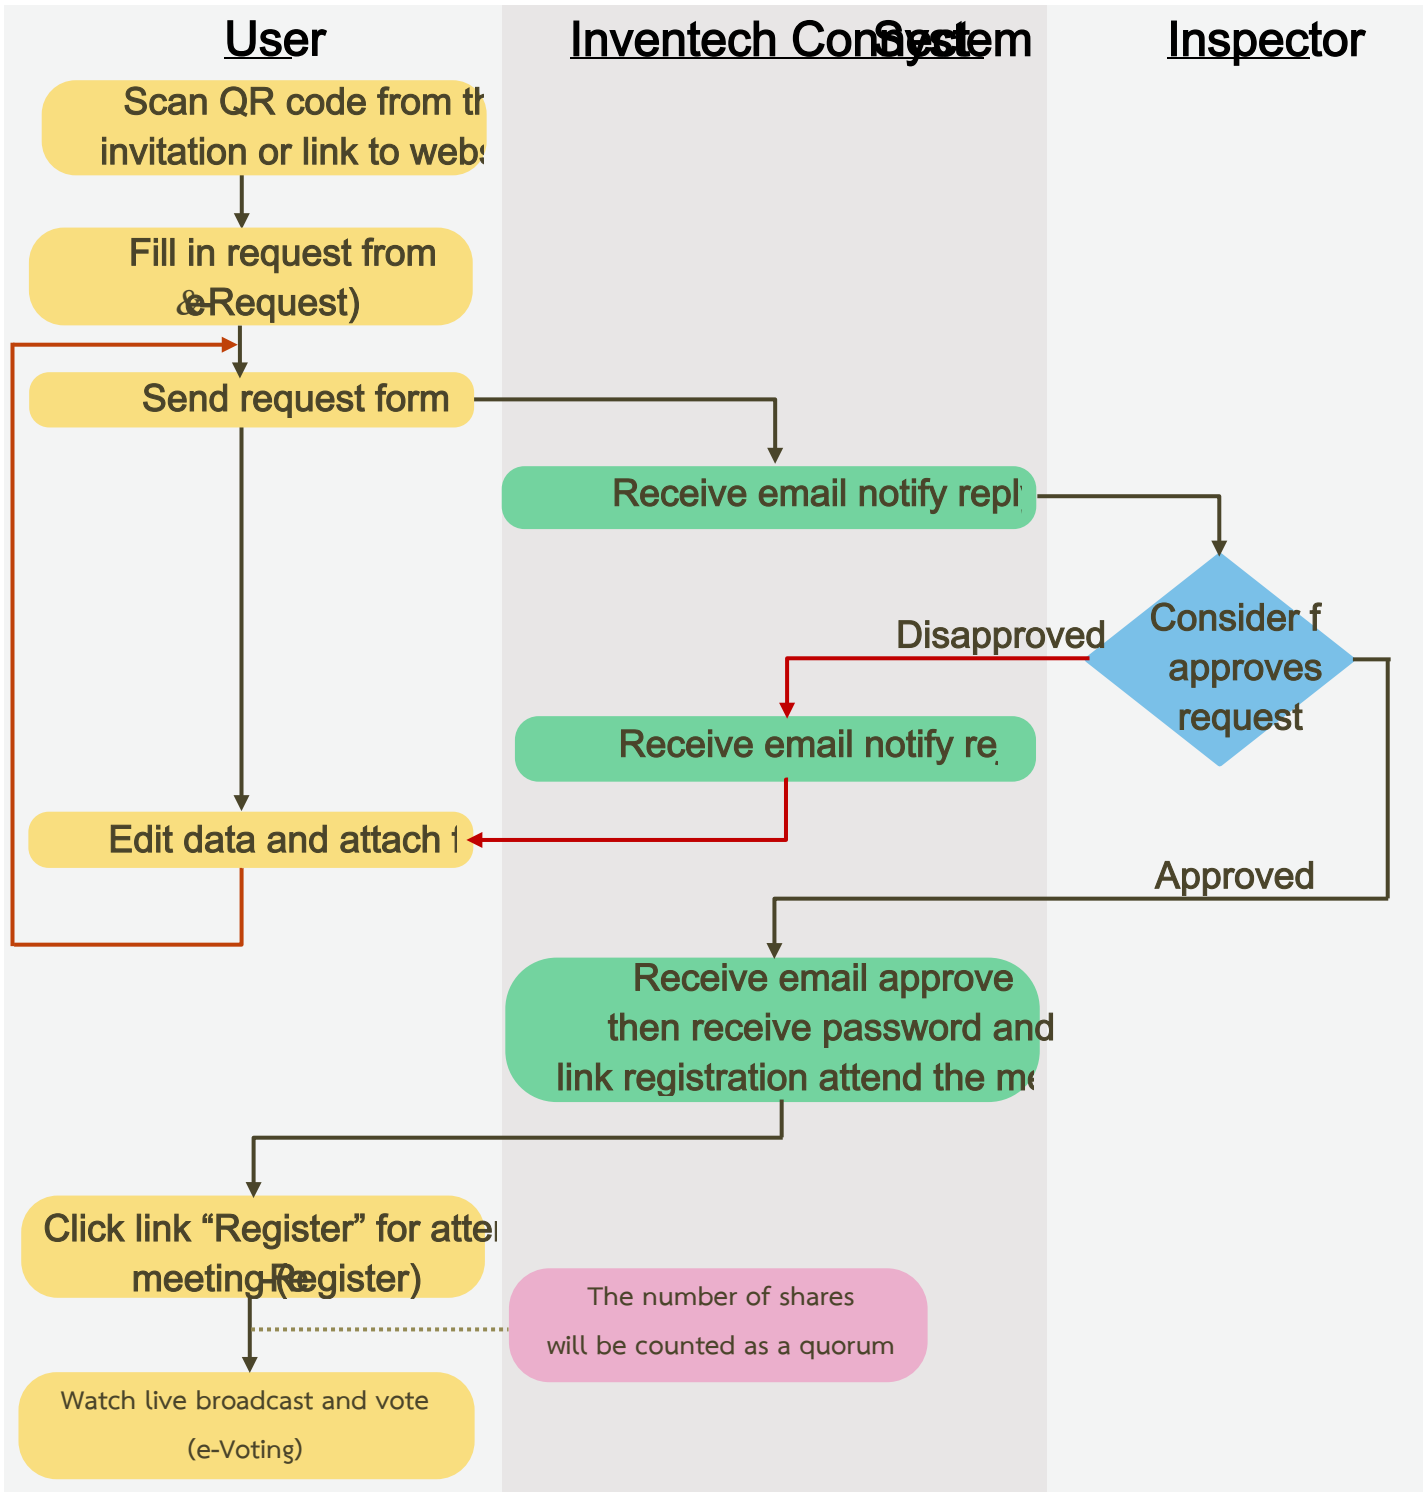 User
Inventech Connect System
Inspector
Scan QR code from th
invitation or link to webs
Fill in request from
e-Request)
Send request form
Receive email notify reply
Consider f
approves
request
Disapproved
Receive email notify re
Edit data and attach f
Approved
Receive email approve
then receive password and
link registration attend the me
Click link “Register” for atten
meeting (e-Register)
The number of shares
will be counted as a quorum
Watch live broadcast and vote
(e-Voting)